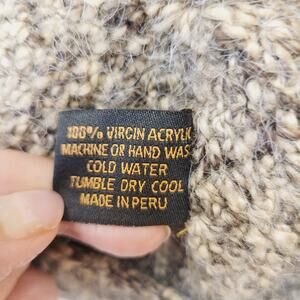 100% VIRGIN ACRYLIC
MACHINE OR HAND WAS
COLD WATER
TUMBLE DRY COOL
MADE IN PERU